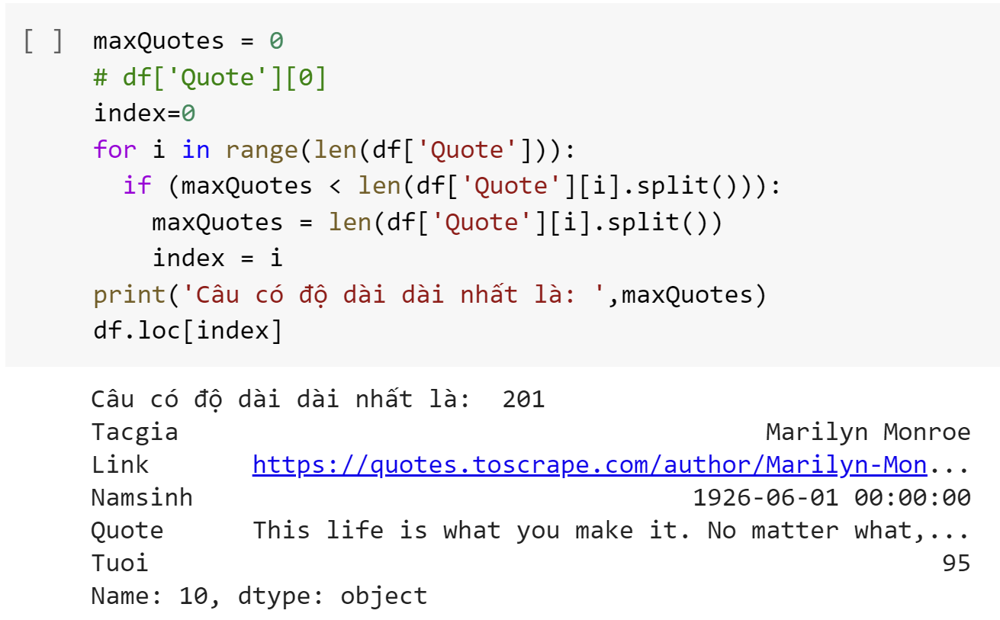 [ ] maxQuotes = 0
# df['Quote'][0]
index=0
for i in range(len(df['Quote'])):
  if (maxQuotes < len(df['Quote'][i].split())):
    maxQuotes = len(df['Quote'][i].split())
    index = i
print('Câu có độ dài dài nhất là: ',maxQuotes)
df.loc[index]
Câu có độ dài dài nhất là:  201
Tacgia Marilyn Monroe
Link https://quotes.toscrape.com/author/Marilyn-Mon...
Namsinh 1926-06-01 00:00:00
Quote This life is what you make it. No matter what,...
Tuoi 95
Name: 10, dtype: object